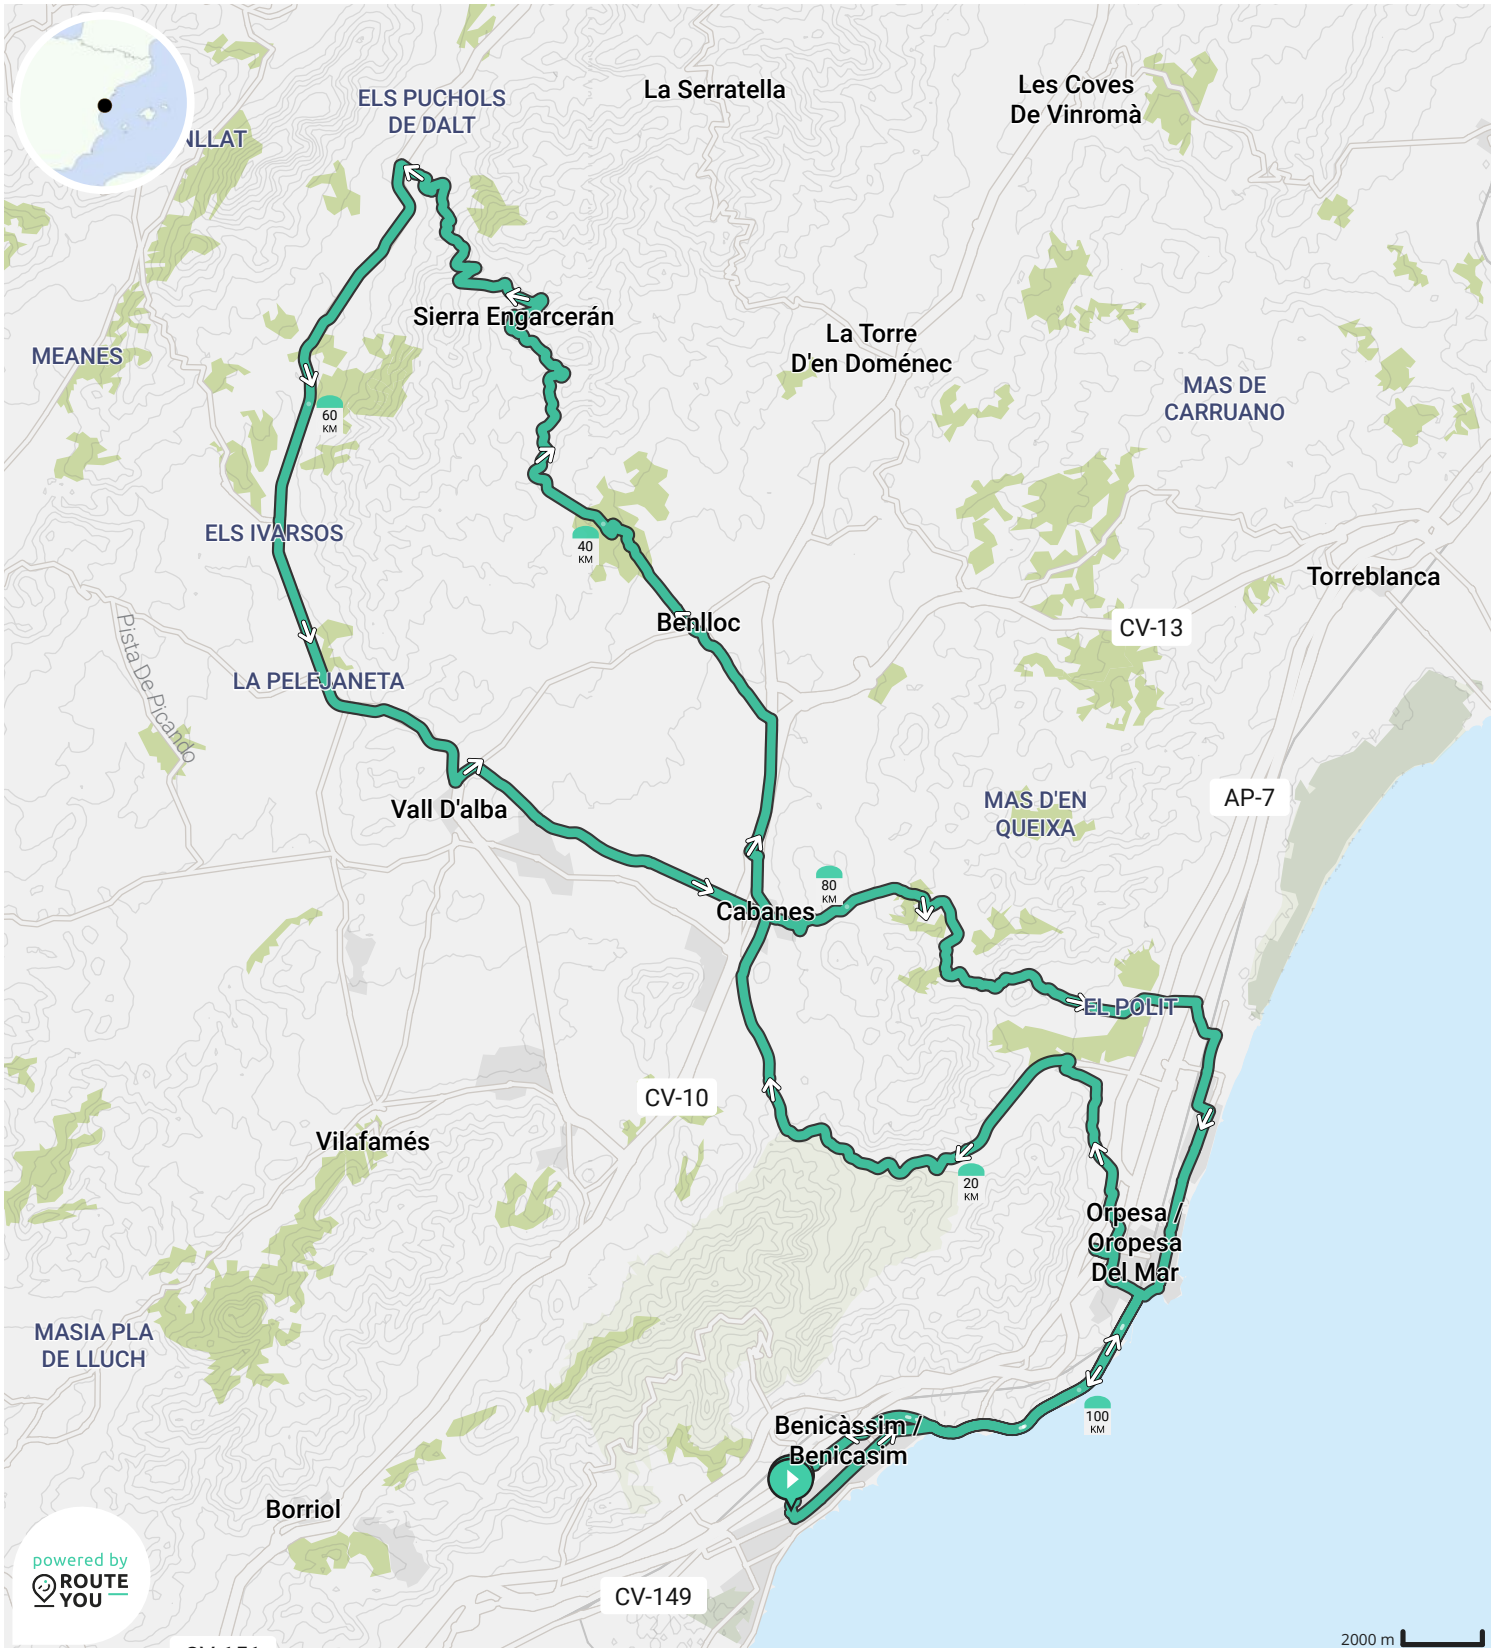 La Serratella
Les Coves
De Vinromà
ELS PUCHOLS
DE DALT
NLLAT
Sierra Engarcerán
La Torre
D'en Doménec
MEANES
MAS DE
CARRUANO
60
KM
ELS IVARSOS
40
KM
Torreblanca
Benlloc
CV-13
Pista De Picando
LA PELEJANETA
AP-7
Vall D'alba
MAS D'EN
QUEIXA
80
KM
Cabanes
EL POLIT
CV-10
Vilafamés
20
KM
Orpesa /
Oropesa
Del Mar
MASIA PLA
DE LLUCH
100
KM
Benicàssim /
Benicasim
Borriol
powered by
ROUTE
YOU
CV-149
2000 m